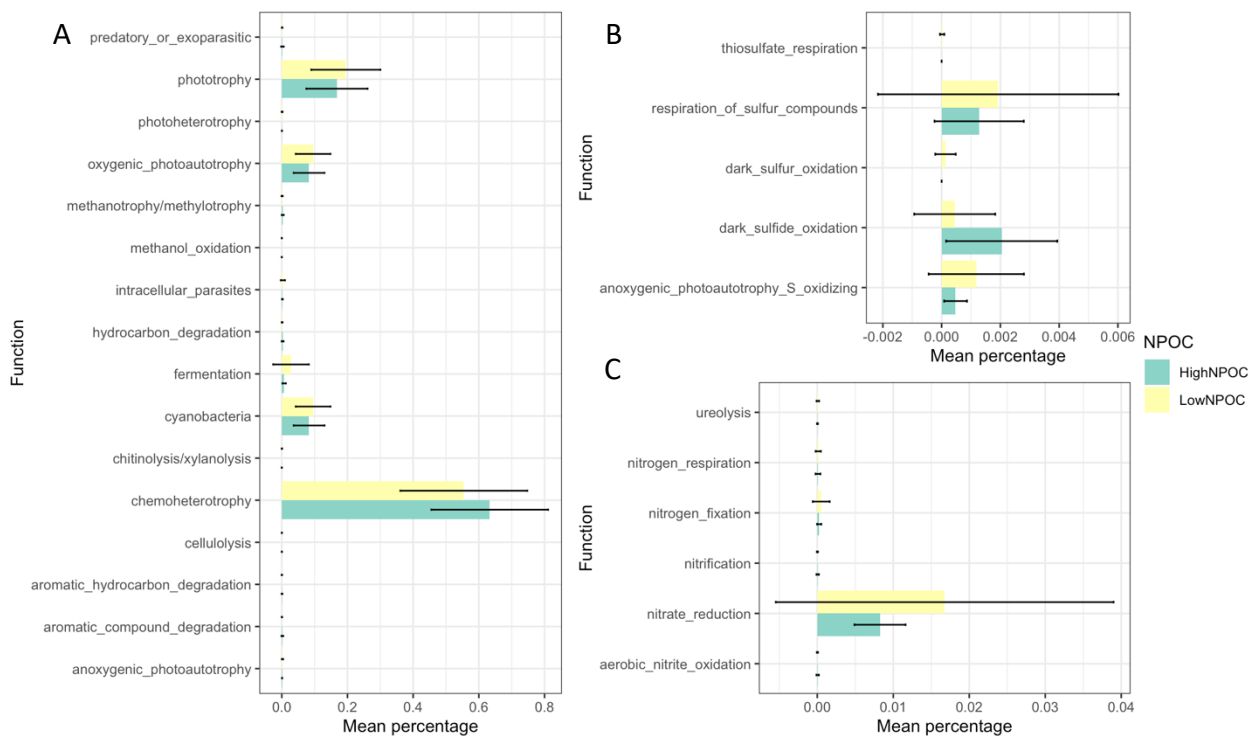 A
Function
predatory_or_exoparasitic
phototrophy
photoheterotrophy
oxygenic_photoautotrophy
methanotrophy/methylotrophy
methanol_oxidation
intracellular_parasites
hydrocarbon_degradation
fermentation
cyanobacteria
chitinolysis/xylanolysis
chemoheterotrophy
cellulolysis
aromatic_hydrocarbon_degradation
aromatic_compound_degradation
anoxygenic_photoautotrophy
0.0 0.2 0.4 0.6 0.8
Mean percentage
B
Function
thiosulfate_respiration
respiration_of_sulfur_compounds
dark_sulfur_oxidation
dark_sulfide_oxidation
anoxygenic_photoautotrophy_S_oxidizing
-0.002 0.000 0.002 0.004 0.006
Mean percentage
C
Function
ureolysis
nitrogen_respiration
nitrogen_fixation
nitrification
nitrate_reduction
aerobic_nitrite_oxidation
0.00 0.01 0.02 0.03 0.04
Mean percentage
NPOC
HighNPOC
LowNPOC